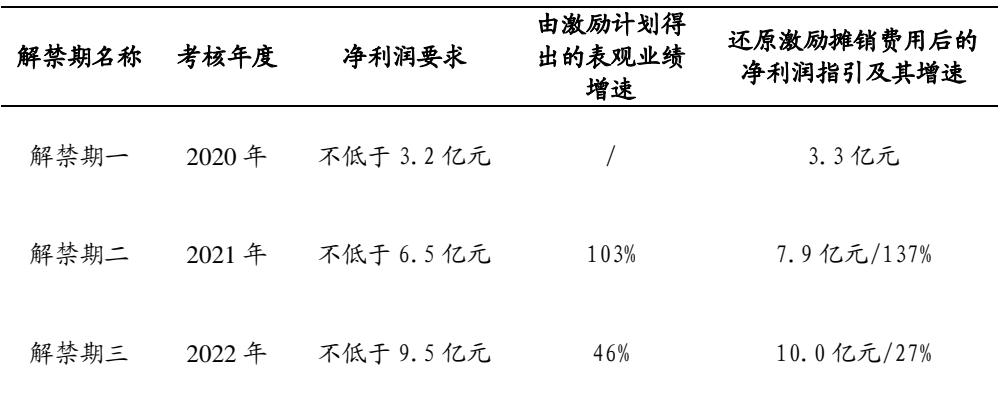 解禁期名称 考核年度 净利润要求 由激励计划得出的表观业绩增速 还原激励摊销费用后的净利润指引及其增速
解禁期一 2020 年 不低于 3.2 亿元 / 3.3 亿元
解禁期二 2021 年 不低于 6.5 亿元 103% 7.9 亿元/137%
解禁期三 2022 年 不低于 9.5 亿元 46% 10.0 亿元/27%